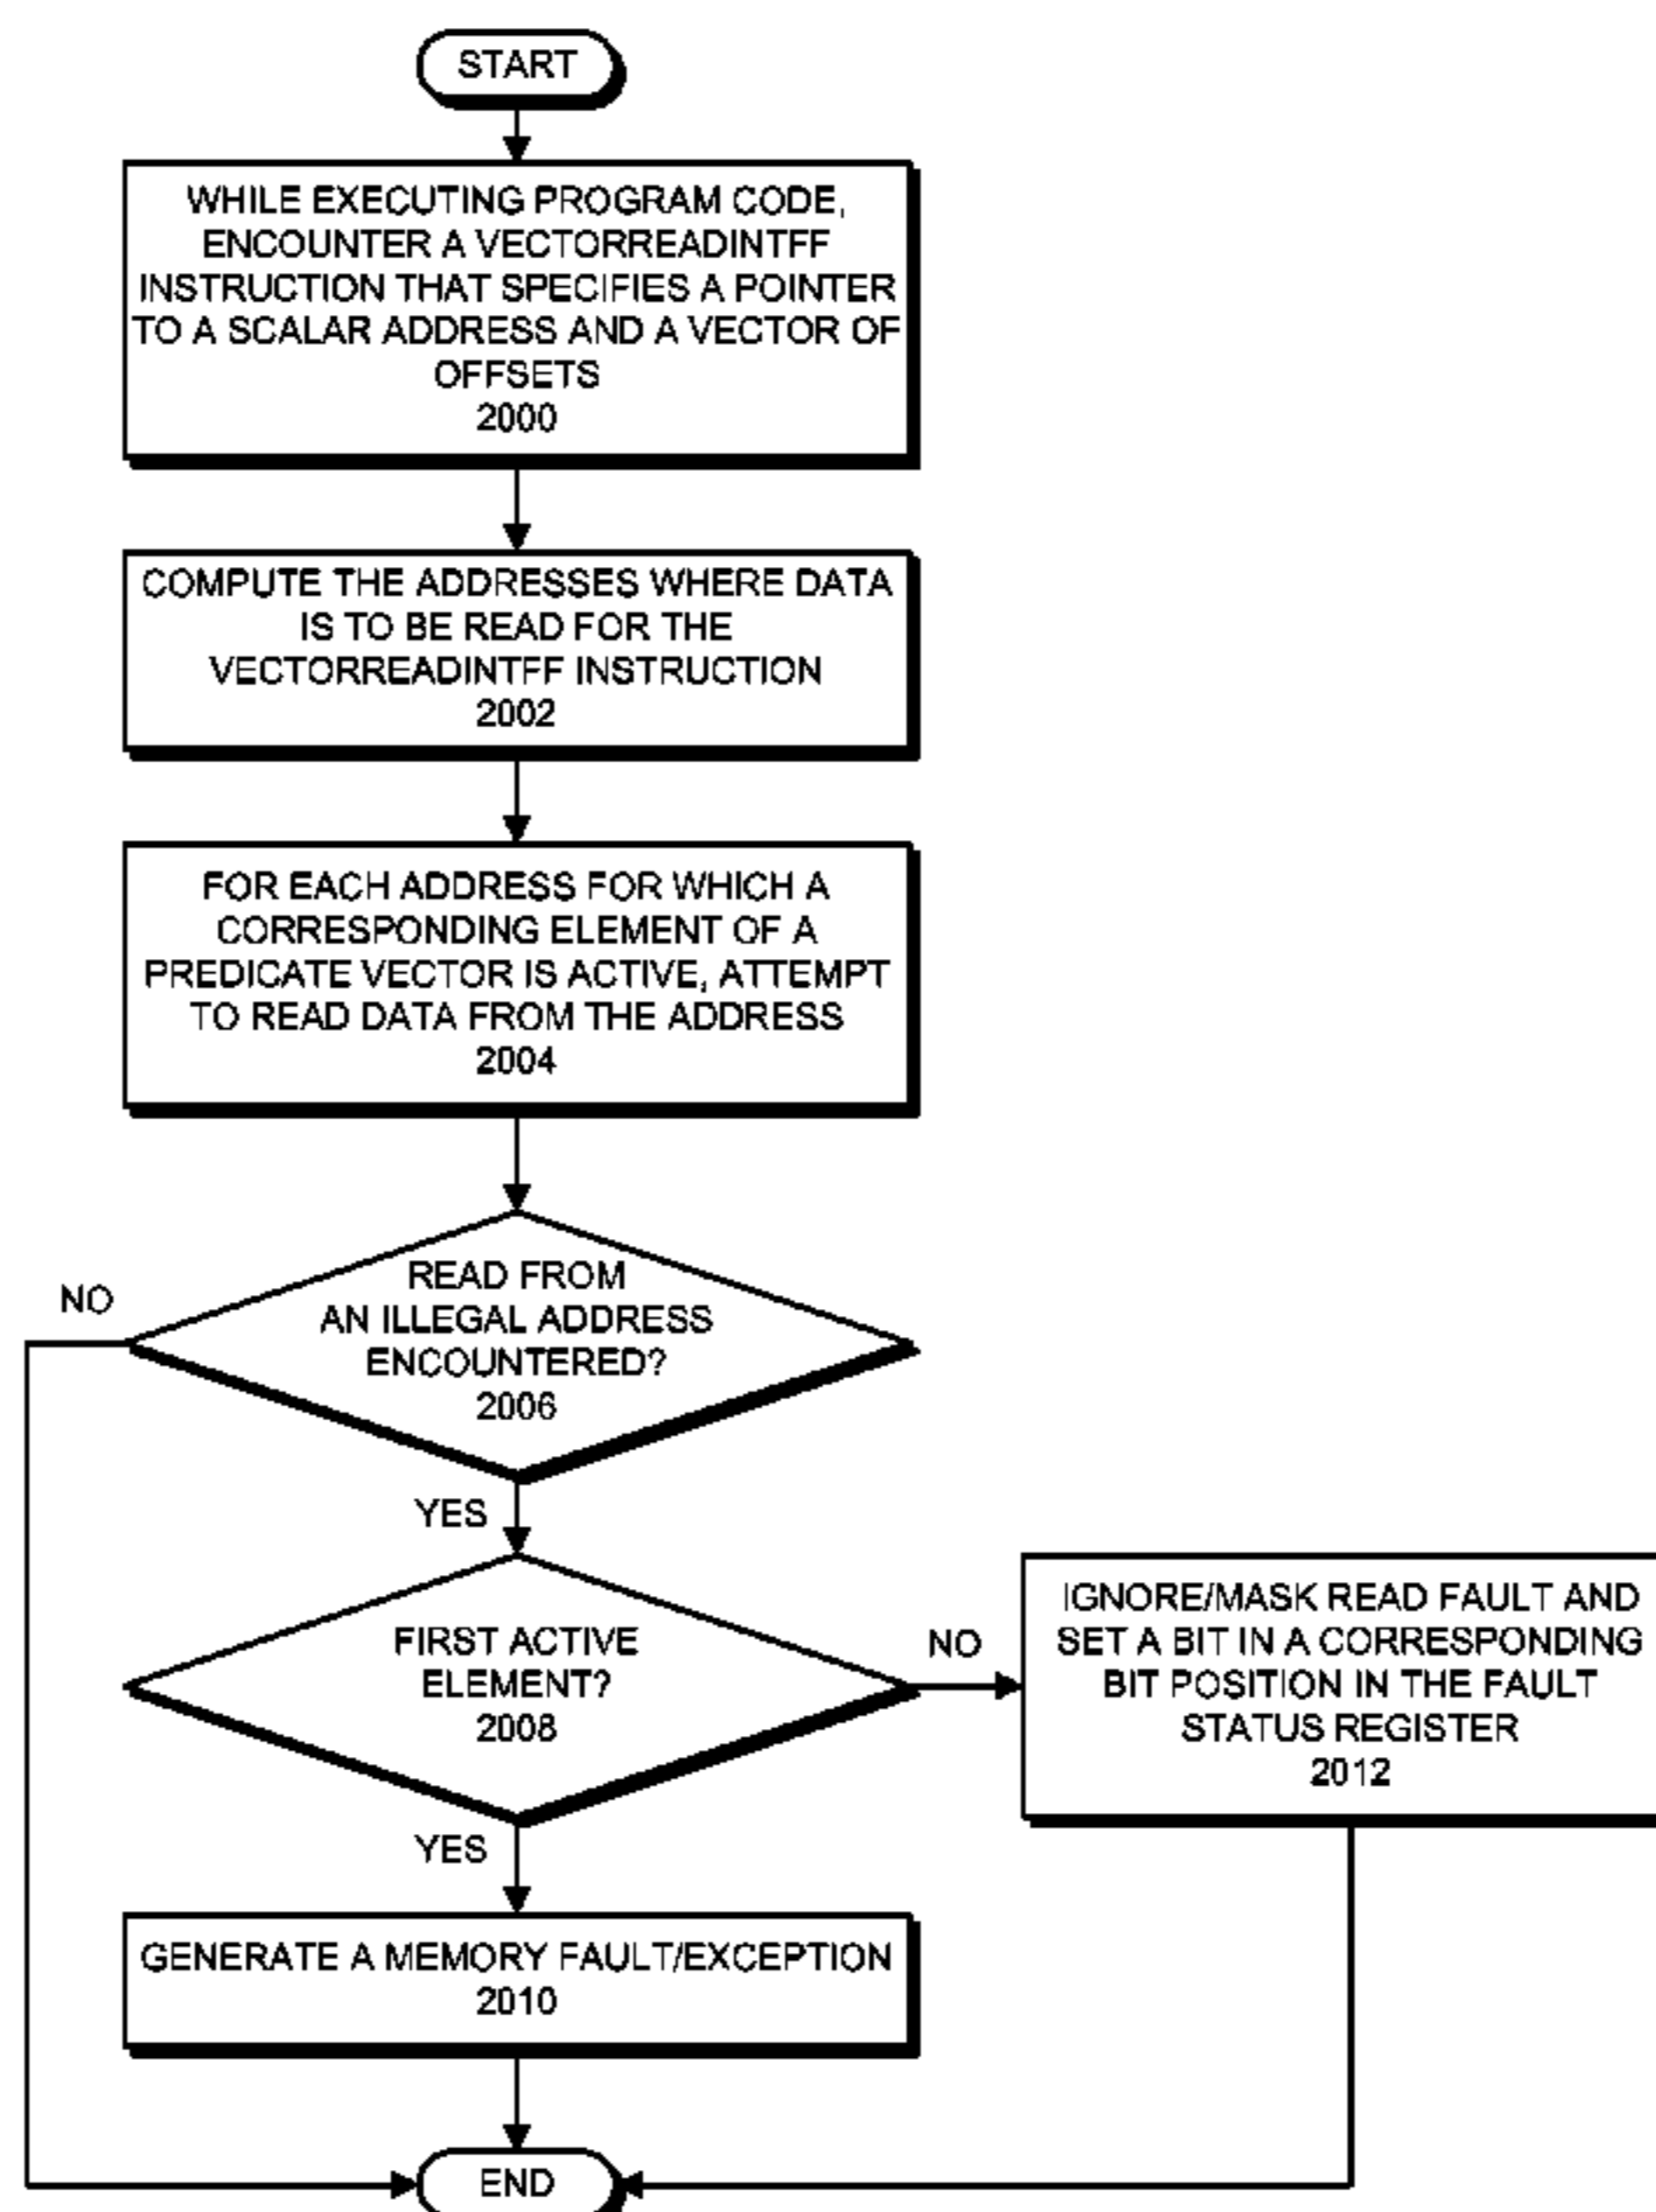 START
WHILE EXECUTING PROGRAM CODE,
ENCOUNTER A VECTORREADINTFF
INSTRUCTION THAT SPECIFIES A POINTER
TO A SCALAR ADDRESS AND A VECTOR OF
OFFSETS
2000
COMPUTE THE ADDRESSES WHERE DATA
IS TO BE READ FOR THE
VECTORREADINTFF INSTRUCTION
2002
FOR EACH ADDRESS FOR WHICH A
CORRESPONDING ELEMENT OF A
PREDICATE VECTOR IS ACTIVE, ATTEMPT
TO READ DATA FROM THE ADDRESS
2004
NO
READ FROM
AN ILLEGAL ADDRESS
ENCOUNTERED?
2006
YES
FIRST ACTIVE
ELEMENT?
2008
NO
IGNORE/MASK READ FAULT AND
SET A BIT IN A CORRESPONDING
BIT POSITION IN THE FAULT
STATUS REGISTER
2012
YES
GENERATE A MEMORY FAULT/EXCEPTION
2010
END